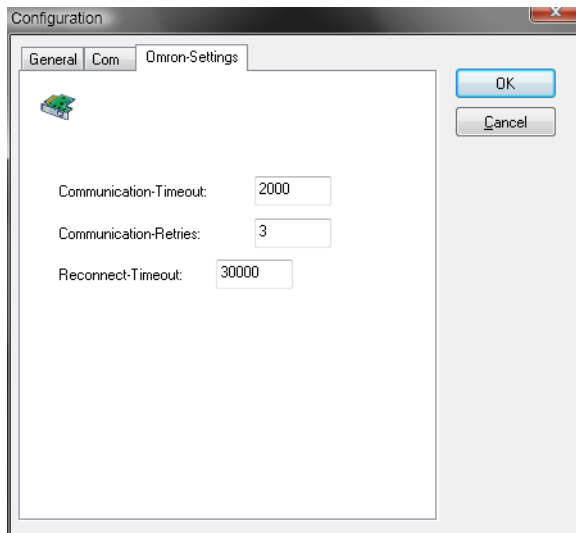 Configuration
General Com Omron-Settings
OK
Cancel
Communication-Timeout: 2000
Communication-Retries: 3
Reconnect-Timeout: 30000